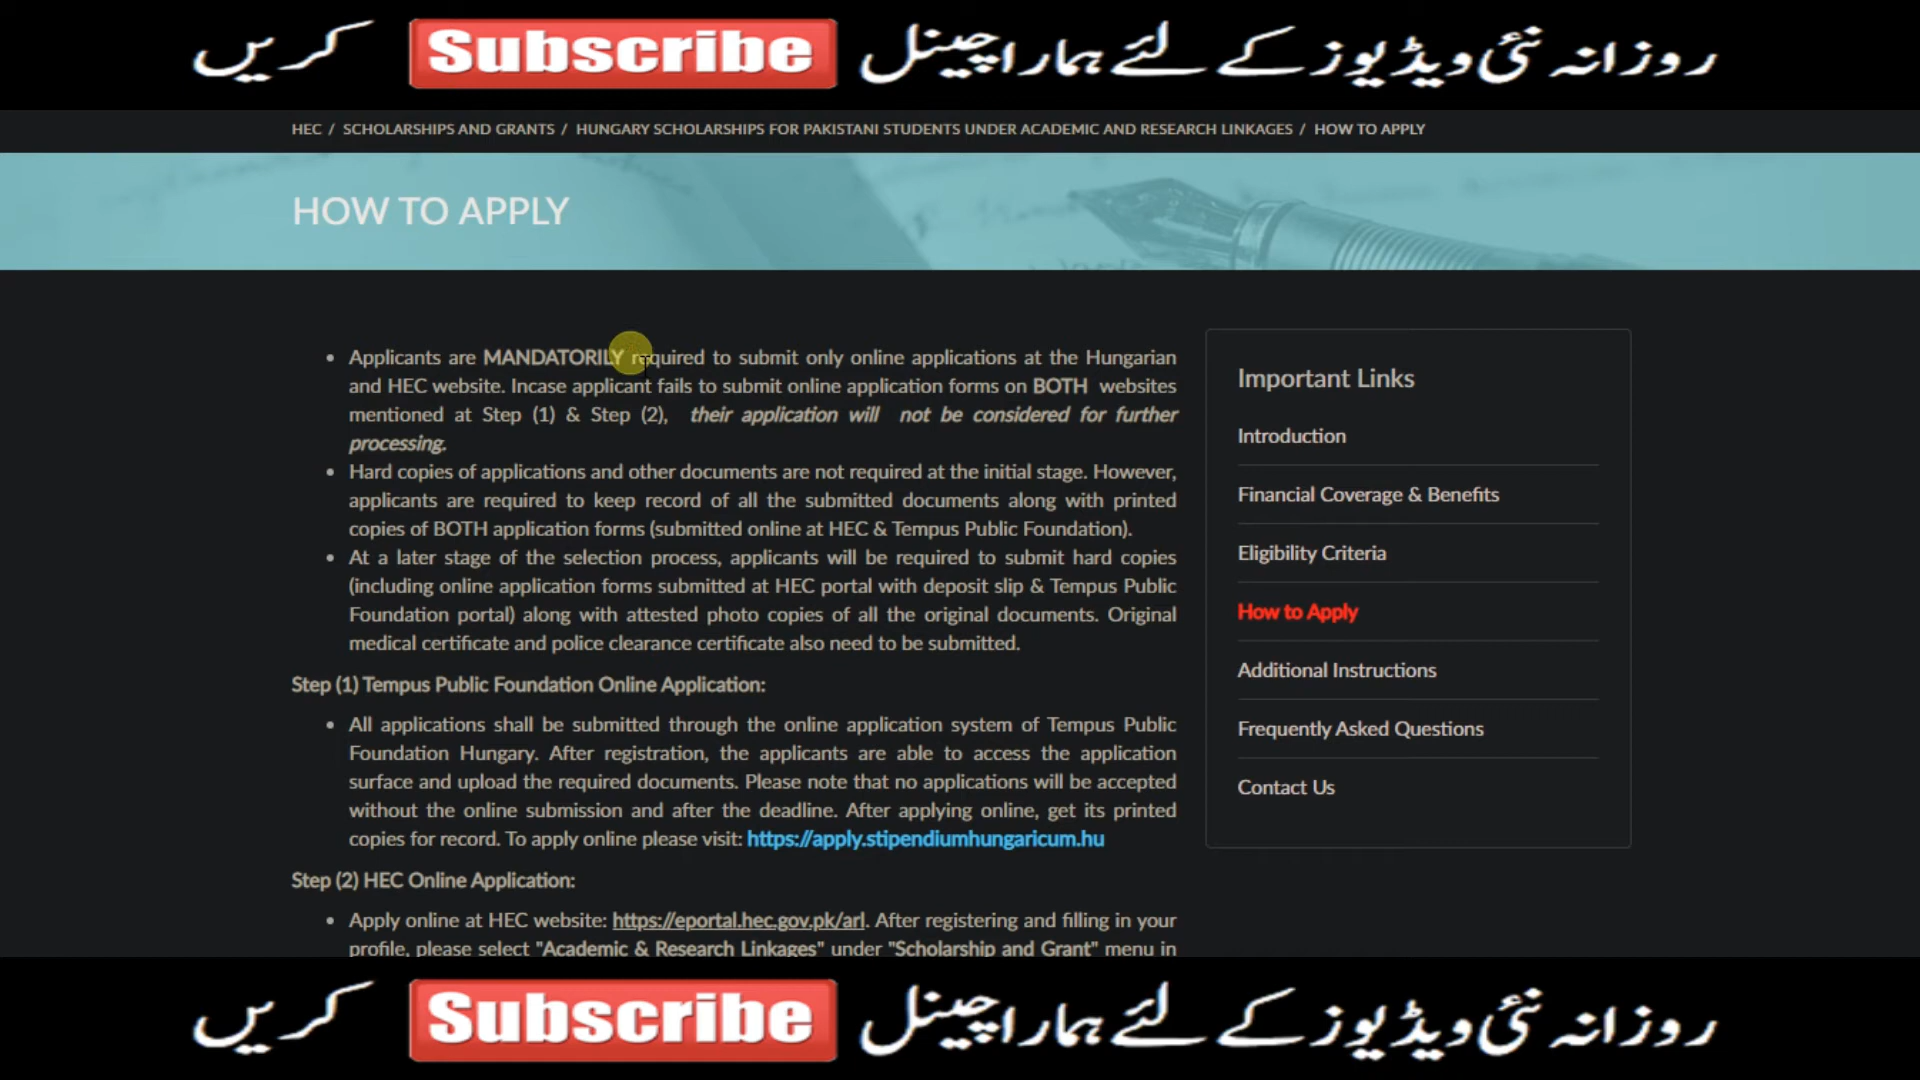 روزانہ نئی ویڈیوز کے لئے ہمارا چینل Subscribe کریں
HEC / SCHOLARSHIPS AND GRANTS / HUNGARY SCHOLARSHIPS FOR PAKISTANI STUDENTS UNDER ACADEMIC AND RESEARCH LINKAGES / HOW TO APPLY
HOW TO APPLY
• Applicants are MANDATORILY required to submit only online applications at the Hungarian
and HEC website. Incase applicant fails to submit online application forms on BOTH websites
mentioned at Step (1) & Step (2), their application will not be considered for further
processing.
• Hard copies of applications and other documents are not required at the initial stage. However,
applicants are required to keep record of all the submitted documents along with printed
copies of BOTH application forms (submitted online at HEC & Tempus Public Foundation).
• At a later stage of the selection process, applicants will be required to submit hard copies
(including online application forms submitted at HEC portal with deposit slip & Tempus Public
Foundation portal) along with attested photo copies of all the original documents. Original
medical certificate and police clearance certificate also need to be submitted.
Step (1) Tempus Public Foundation Online Application:
• All applications shall be submitted through the online application system of Tempus Public
Foundation Hungary. After registration, the applicants are able to access the application
surface and upload the required documents. Please note that no applications will be accepted
without the online submission and after the deadline. After applying online, get its printed
copies for record. To apply online please visit: https://apply.stipendiumhungaricum.hu
Step (2) HEC Online Application:
• Apply online at HEC website: https://eportal.hec.gov.pk/arl. After registering and filling in your
profile, please select "Academic & Research Linkages" under "Scholarship and Grant" menu in
Important Links
Introduction
Financial Coverage & Benefits
Eligibility Criteria
How to Apply
Additional Instructions
Frequently Asked Questions
Contact Us
روزانہ نئی ویڈیوز کے لئے ہمارا چینل Subscribe کریں